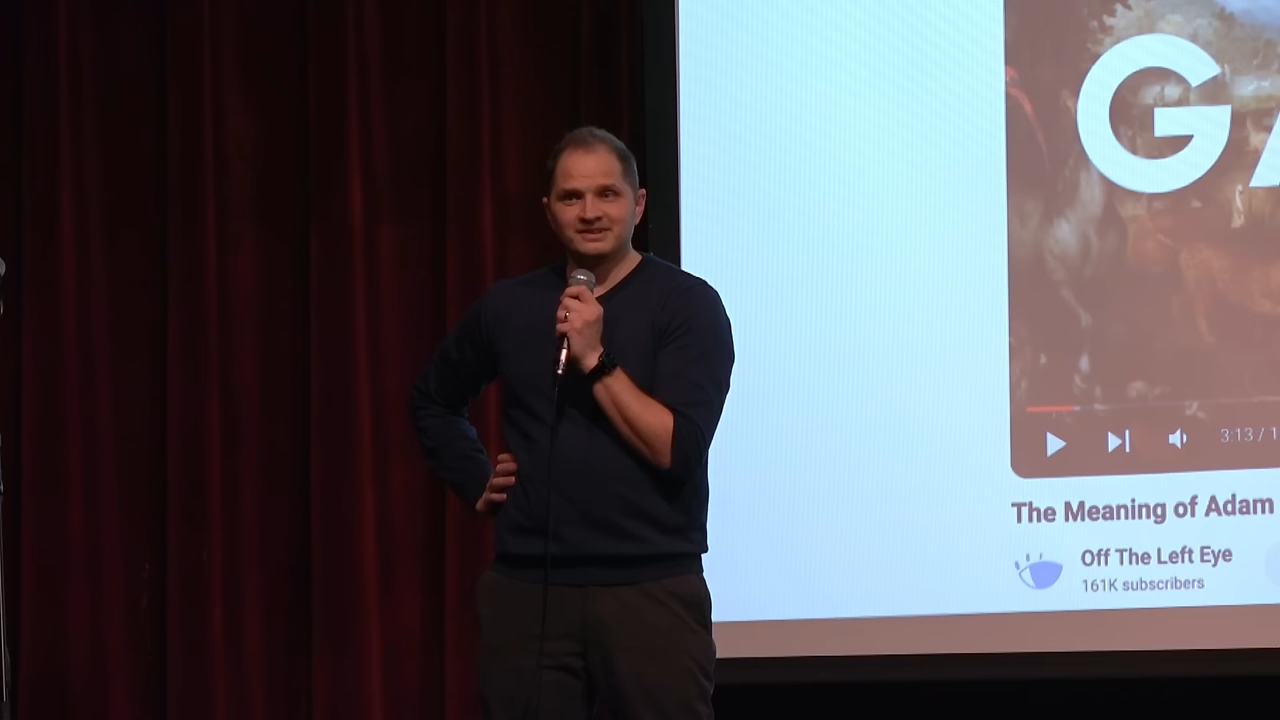 GA
3:13 / 1
The Meaning of Adam
Off The Left Eye
161K subscribers